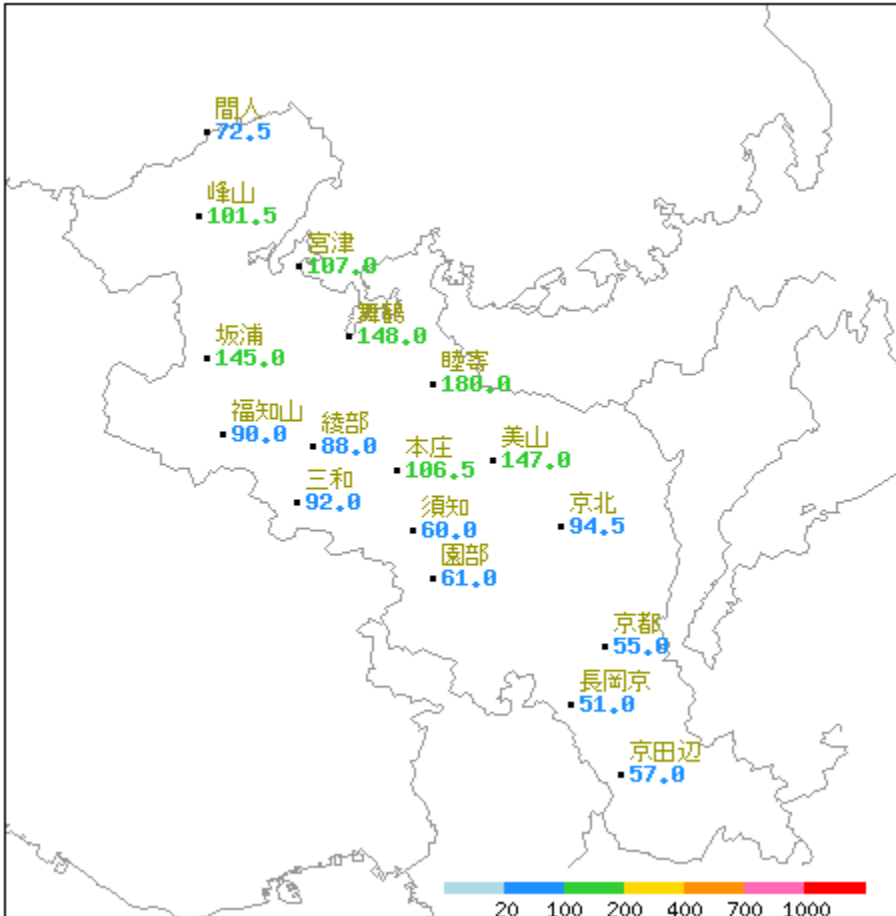 間人
72.5
峰山
101.5
宮津
107.0
舞鶴
148.0
坂浦
145.0
睦寄
180.0
福知山
90.0
綾部
88.0
本庄
106.5
美山
147.0
三和
92.0
須知
60.0
京北
94.5
園部
61.0
京都
55.0
長岡京
51.0
京田辺
57.0
20 100 200 400 700 1000